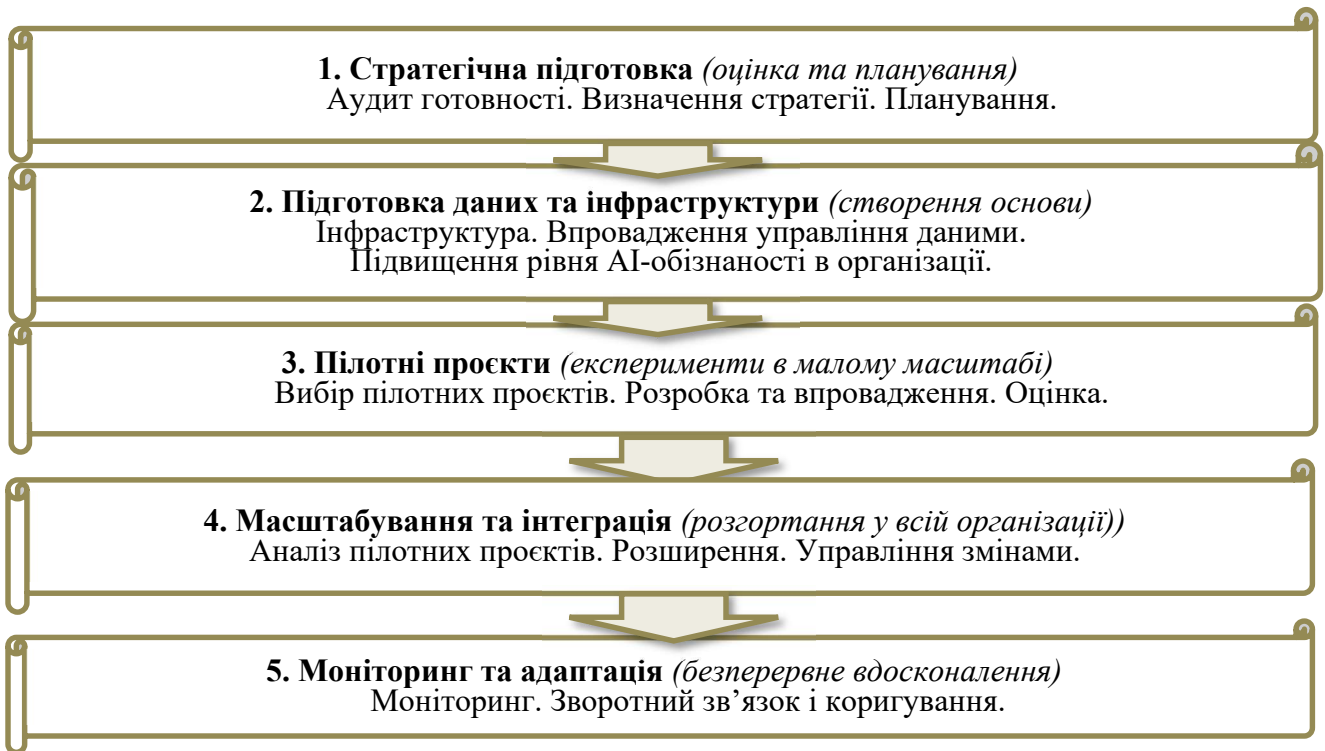 1. Стратегічна підготовка (оцінка та планування)
Аудит готовності. Визначення стратегії. Планування.
2. Підготовка даних та інфраструктури (створення основи)
Інфраструктура. Впровадження управління даними.
Підвищення рівня АІ-обізнаності в організації.
3. Пілотні проєкти (експерименти в малому масштабі)
Вибір пілотних проєктів. Розробка та впровадження. Оцінка.
4. Масштабування та інтеграція (розгортання у всій організації))
Аналіз пілотних проєктів. Розширення. Управління змінами.
5. Моніторинг та адаптація (безперервне вдосконалення)
Моніторинг. Зворотний зв’язок і коригування.